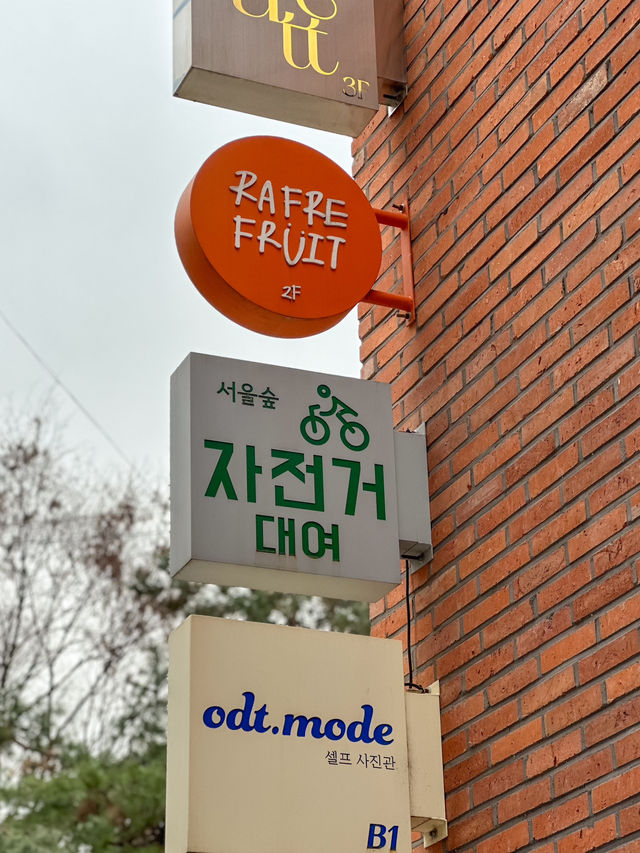 3F
RAFRE
FRÜIT
2F
서울숲
자전거
대여
odt.mode
셀프 사진관
B1